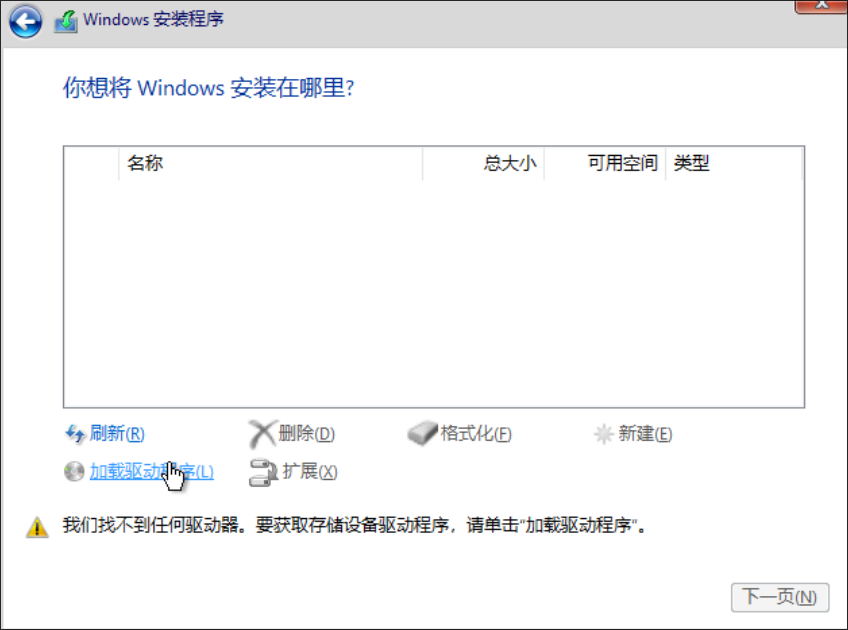 Windows 安装程序
你想将 Windows 安装在哪里?
名称 总大小 可用空间 类型
刷新(R) 删除(D) 格式化(F) 新建(E)
加载驱动程序(L) 扩展(X)
我们找不到任何驱动器。要获取存储设备驱动程序，请单击"加载驱动程序"。
下一页(N)